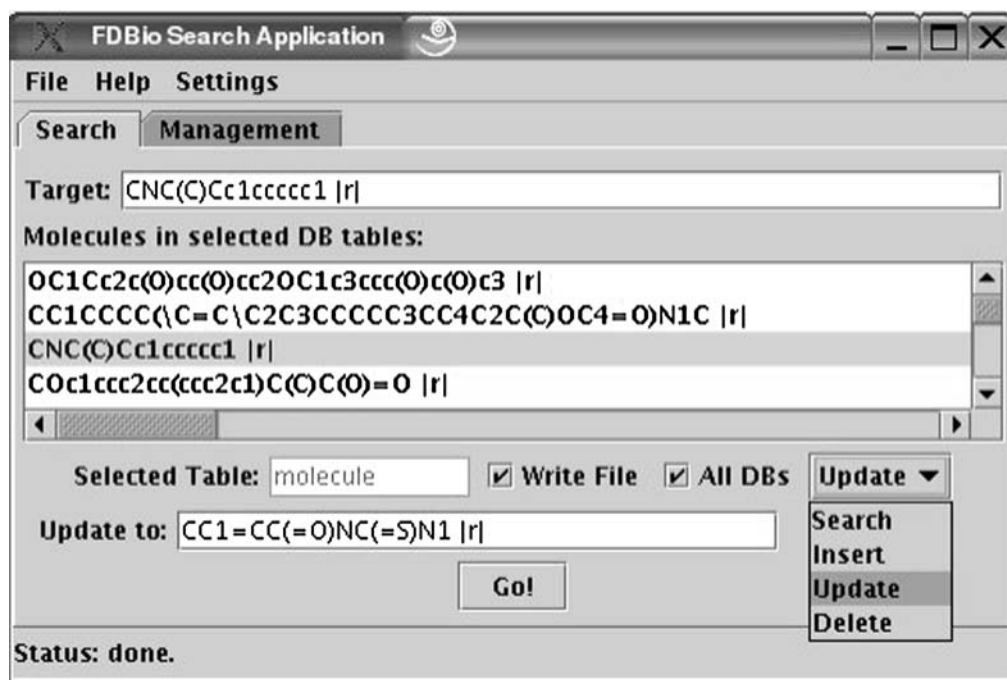 FDBio Search Application
File Help Settings
Search Management
Target: CNC(C)Cc1ccccc1 |r|
Molecules in selected DB tables:
OC1Cc2c(O)cc(O)cc2OC1c3ccc(O)c(O)c3 |r|
CC1CCCC(\C=C\C2C3CCCCC3CC4C2C(C)OC4=O)N1C |r|
CNC(C)Cc1ccccc1 |r|
COc1ccc2cc(ccc2c1)C(C)C(O)=O |r|
Selected Table: molecule Write File All DBs Update
Update to: CC1=CC(=O)NC(=S)N1 |r|
Search
Insert
Update
Delete
Go!
Status: done.